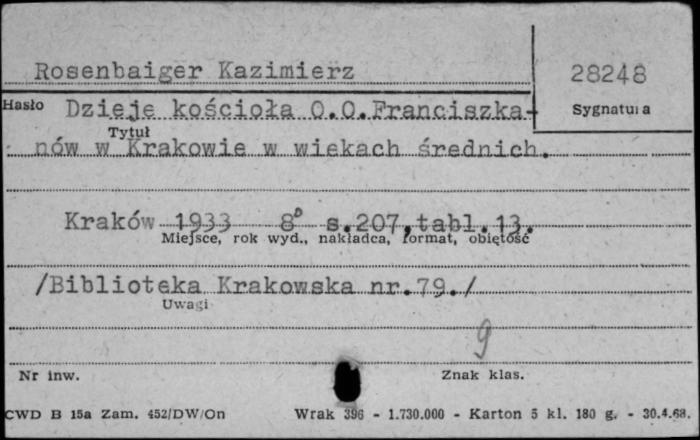 Rosenbaiger Kazimierz
28248
Hasło Dzieje kościoła O.O.Franciszka-
Sygnatura
Tytuł
nów w Krakowie w wiekach średnich.
Kraków 1933 8° s.207,tabl.13.
Miejsce, rok wyd., nakładca, format, objętość
/Biblioteka Krakowska nr.79./
Uwagi
9
Nr inw.
Znak klas.
CWD B 15a Zam. 452/DW/On Wrak 396 - 1.730.000 - Karton 5 kl. 180 g. - 30.4.68.